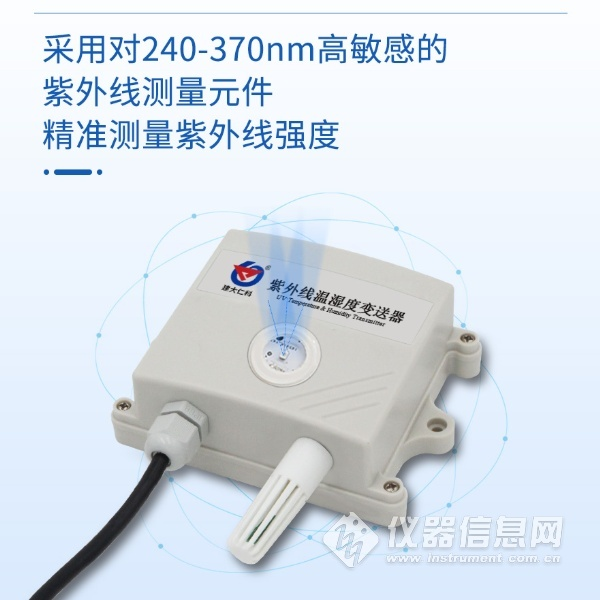 采用对240-370nm高敏感的
紫外线测量元件
精准测量紫外线强度
建大仁科
紫外线温湿度变送器
UV Temperature & Humidity Transmitter
仪器信息网
www.instrument.com.cn